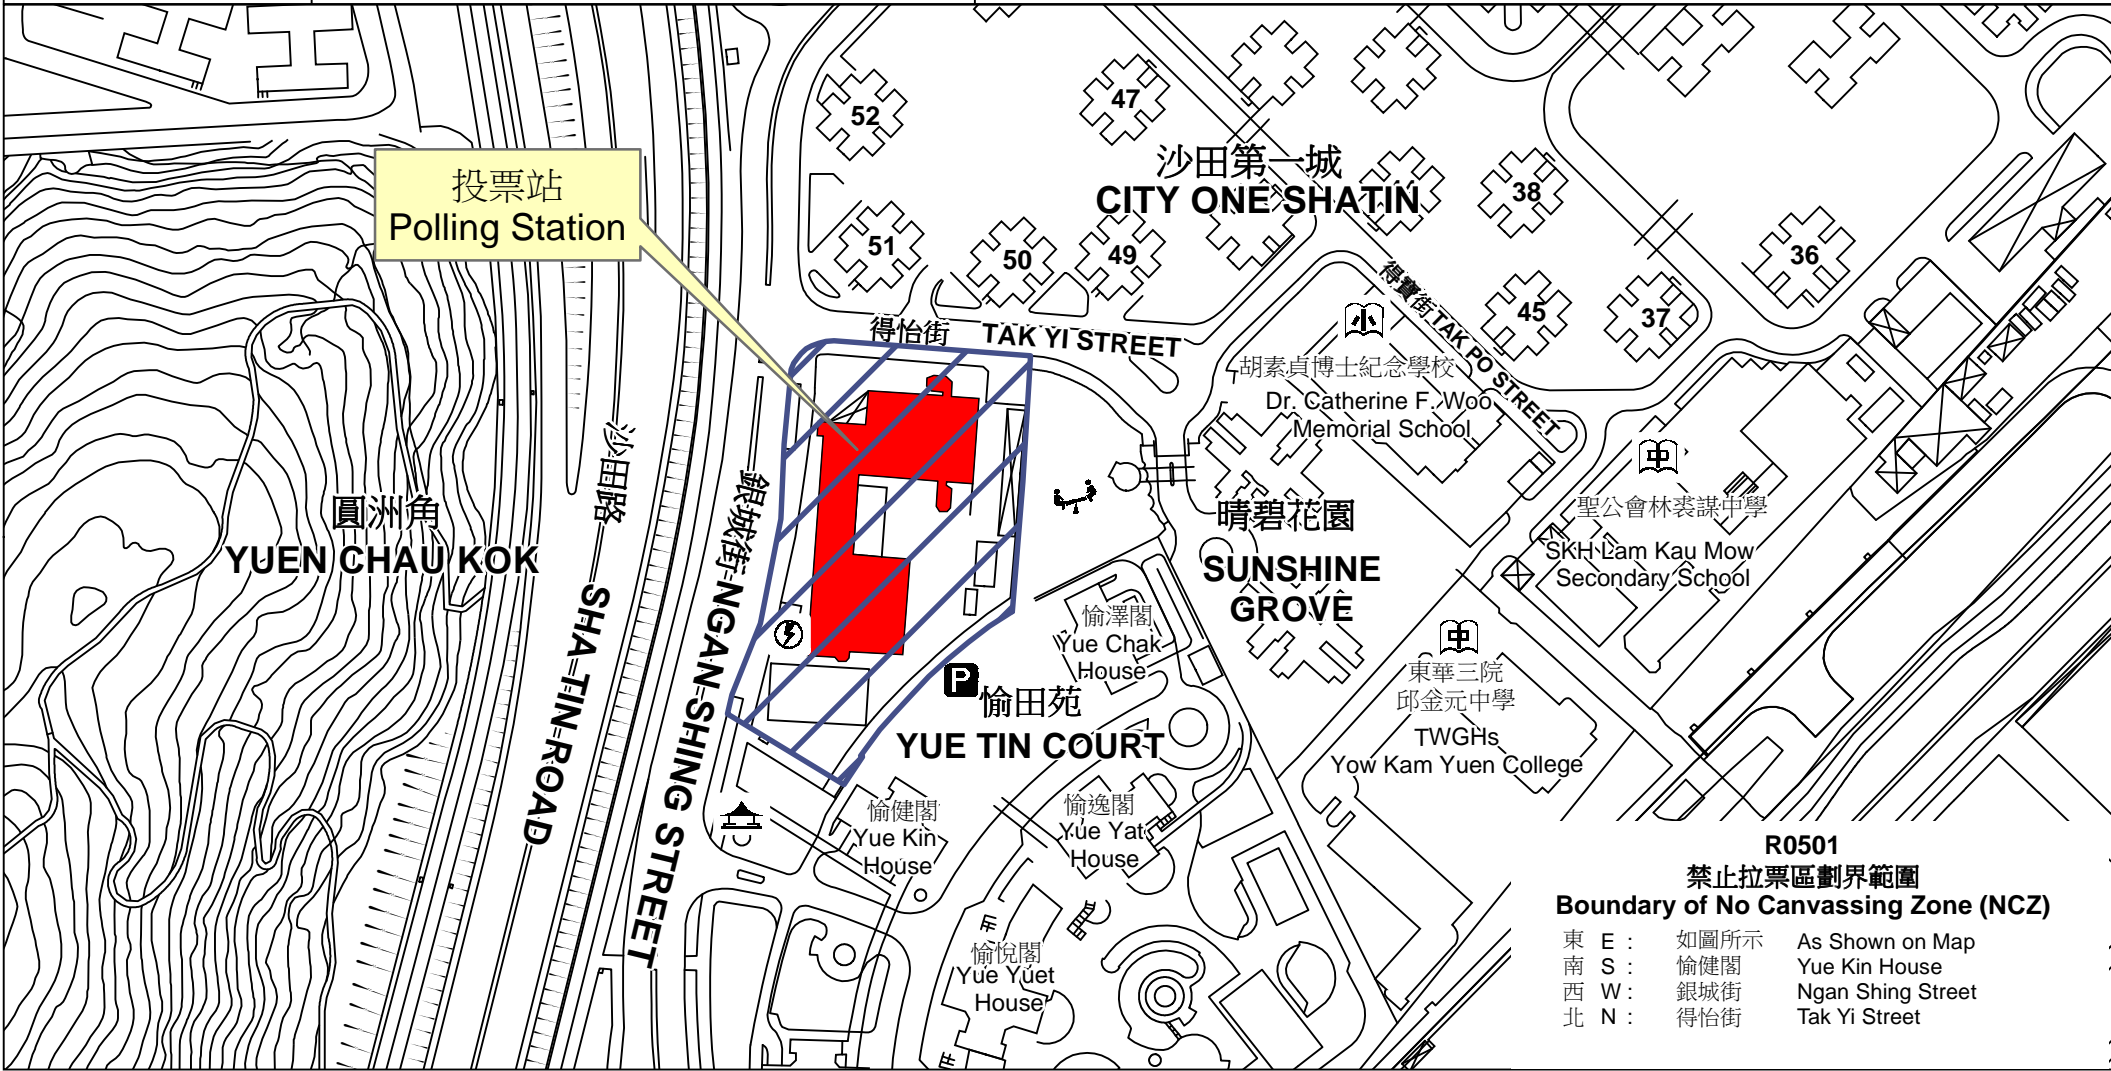 52
47
沙田第一城
CITY ONE SHATIN
38
投票站
Polling Station
51
50
49
36
45
37
得怡街 TAK YI STREET
得寶街 TAK PO STREET
小
胡素貞博士紀念學校
Dr. Catherine F. Woo
Memorial School
中
聖公會林裘謀中學
SKH Lam Kau Mow
Secondary School
圓洲角
YUEN CHAU KOK
沙田路
SHA TIN ROAD
銀城街 NGAN SHING STREET
晴碧花園
SUNSHINE
GROVE
愉澤閣
Yue Chak
House
中
東華三院
邱金元中學
TWGHs
Yow Kam Yuen College
P
愉田苑
YUE TIN COURT
愉健閣
Yue Kin
House
愉逸閣
Yue Yat
House
愉悅閣
Yue Yuet
House
R0501
禁止拉票區劃界範圍
Boundary of No Canvassing Zone (NCZ)
東 E : 如圖所示 As Shown on Map
南 S : 愉健閣 Yue Kin House
西 W : 銀城街 Ngan Shing Street
北 N : 得怡街 Tak Yi Street